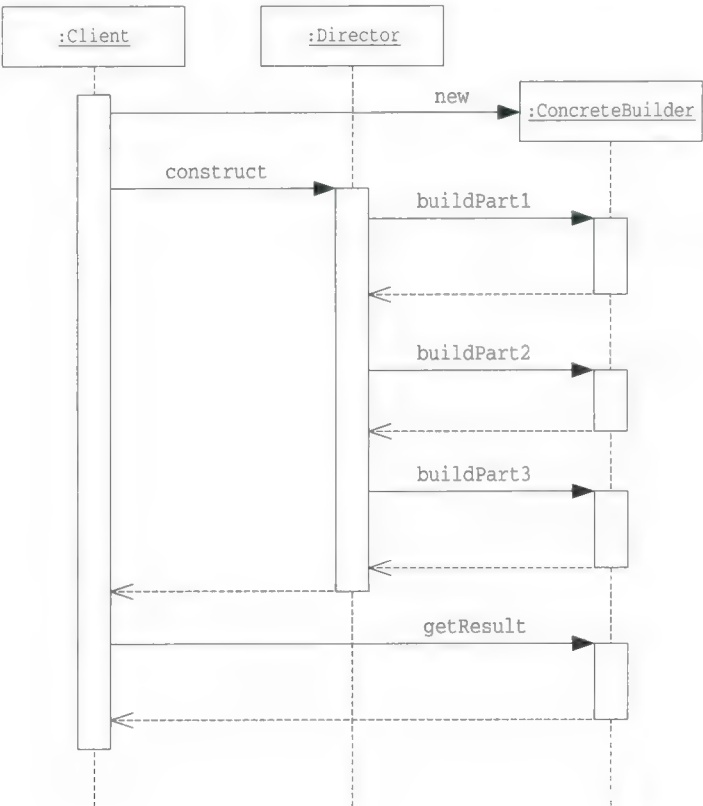 :Client
:Director
new
:ConcreteBuilder
construct
buildPart1
buildPart2
buildPart3
getResult